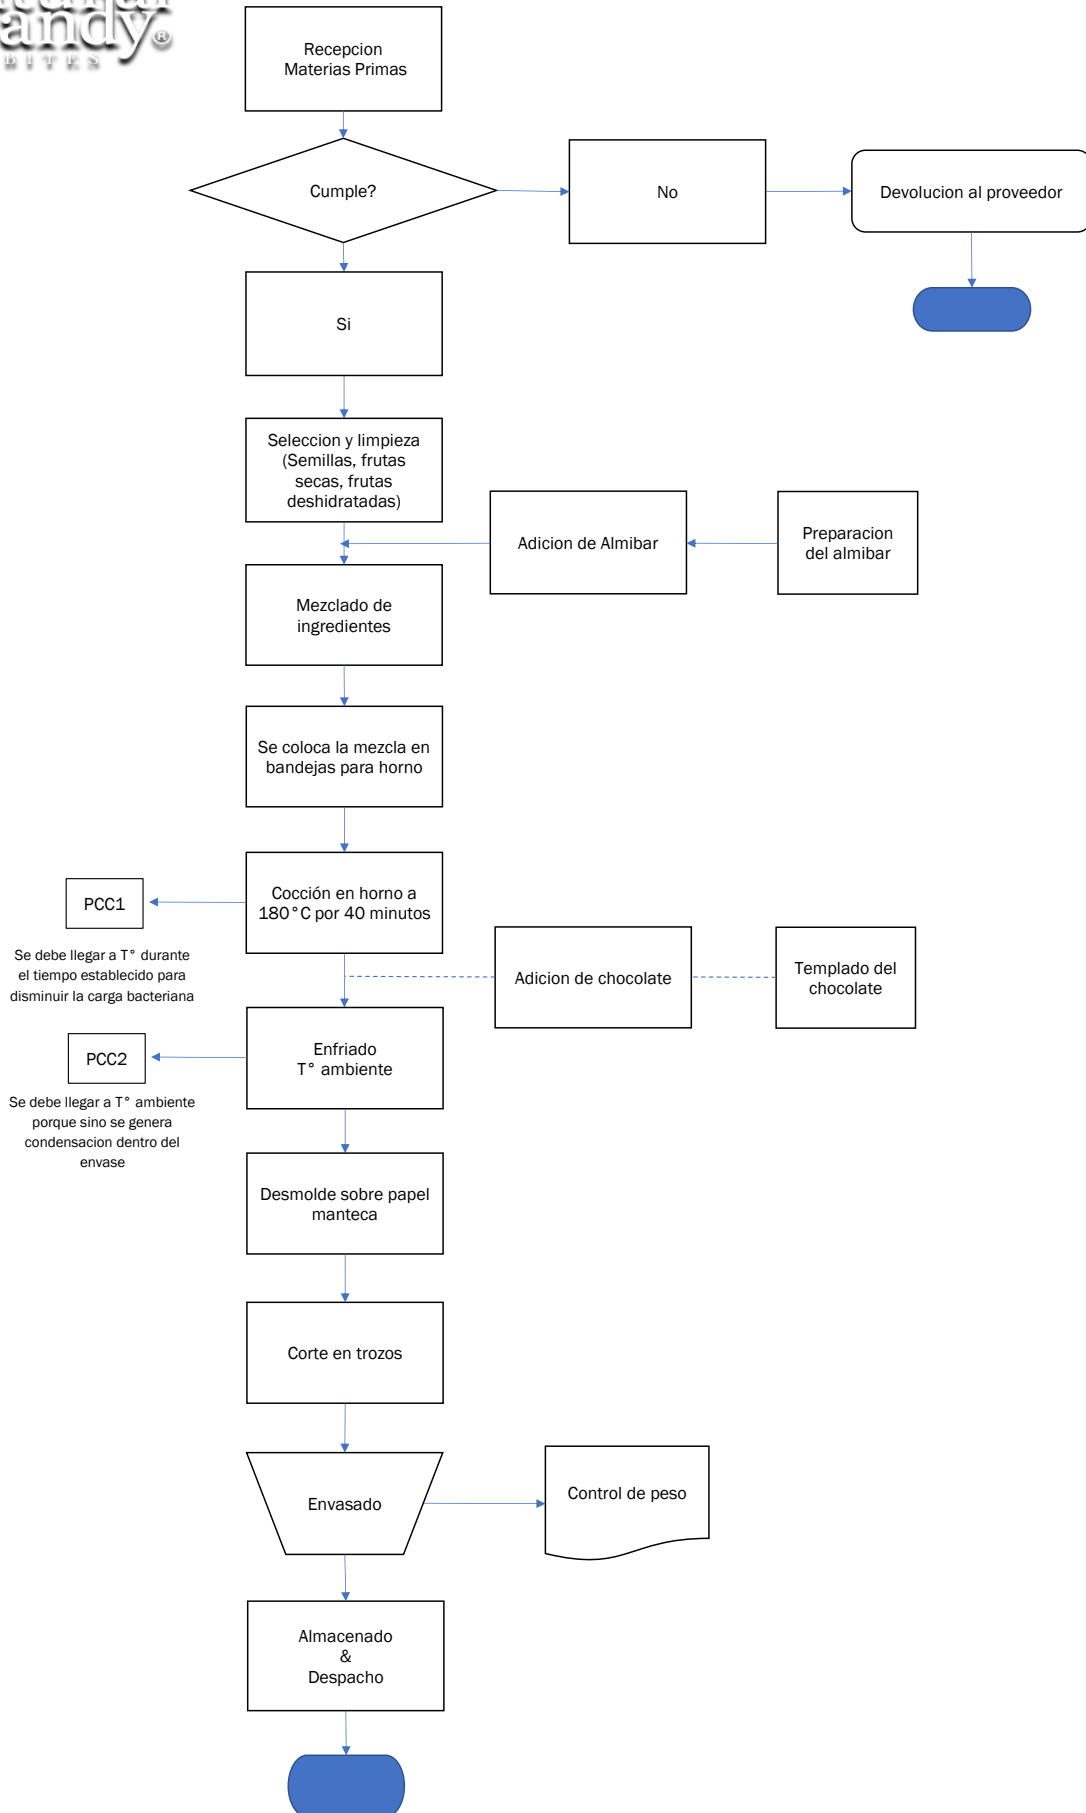 andy®
BITES
Recepcion
Materias Primas
Cumple?
No
Devolucion al proveedor
Si
Seleccion y limpieza
(Semillas, frutas
secas, frutas
deshidratadas)
Adicion de Almibar
Preparacion
del almibar
Mezclado de
ingredientes
Se coloca la mezcla en
bandejas para horno
Cocción en horno a
180°C por 40 minutos
PCC1
Se debe llegar a T° durante
el tiempo establecido para
disminuir la carga bacteriana
Adicion de chocolate
Templado del
chocolate
Enfriado
T° ambiente
PCC2
Se debe llegar a T° ambiente
porque sino se genera
condensacion dentro del
envase
Desmolde sobre papel
manteca
Corte en trozos
Envasado
Control de peso
Almacenado
&
Despacho